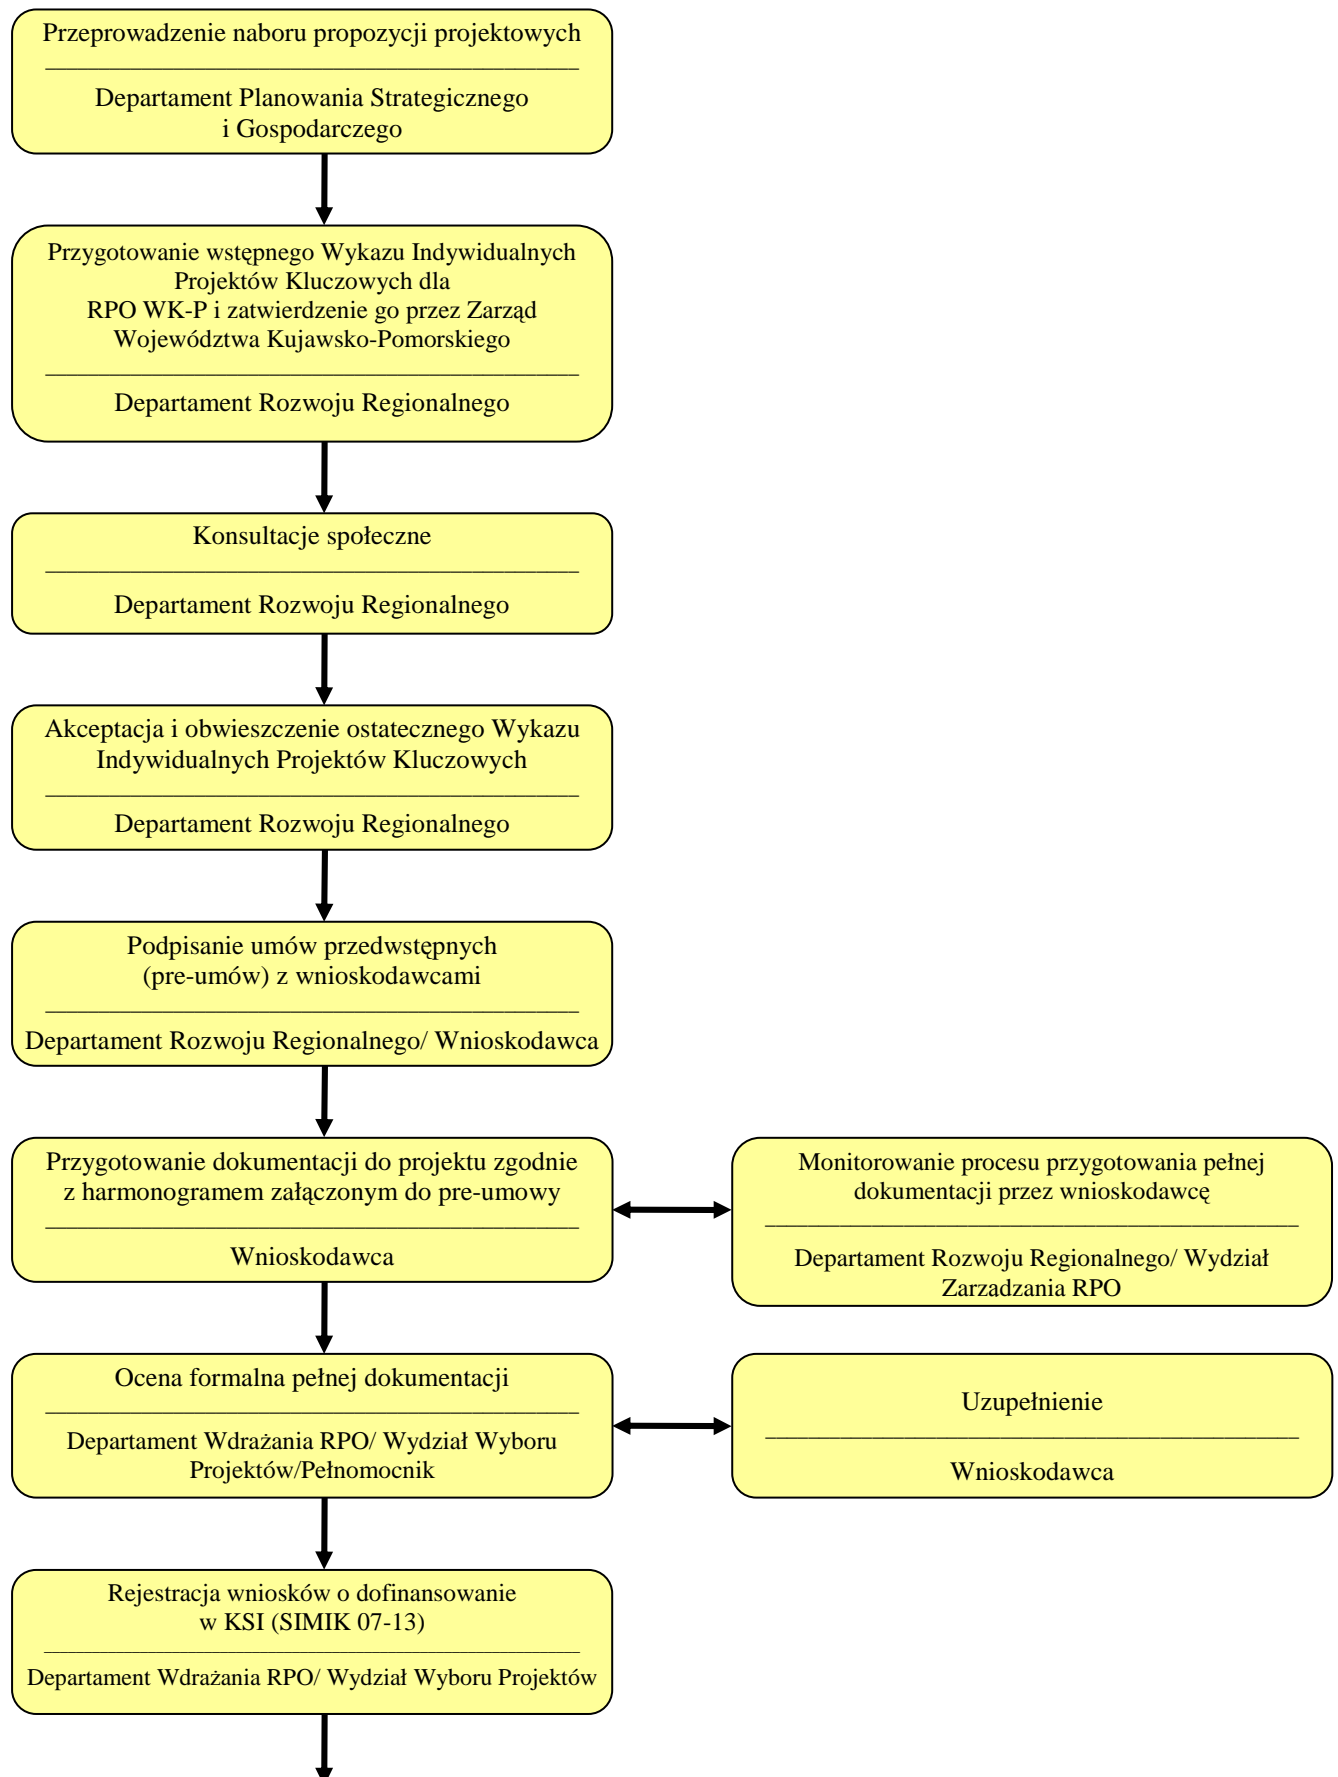 Przeprowadzenie naboru propozycji projektowych
Departament Planowania Strategicznego
i Gospodarczego
Przygotowanie wstępnego Wykazu Indywidualnych
Projektów Kluczowych dla
RPO WK-P i zatwierdzenie go przez Zarząd
Województwa Kujawsko-Pomorskiego
Departament Rozwoju Regionalnego
Konsultacje społeczne
Departament Rozwoju Regionalnego
Akceptacja i obwieszczenie ostatecznego Wykazu
Indywidualnych Projektów Kluczowych
Departament Rozwoju Regionalnego
Podpisanie umów przedwstępnych
(pre-umów) z wnioskodawcami
Departament Rozwoju Regionalnego/ Wnioskodawca
Przygotowanie dokumentacji do projektu zgodnie
z harmonogramem załączonym do pre-umowy
Wnioskodawca
Monitorowanie procesu przygotowania pełnej
dokumentacji przez wnioskodawcę
Departament Rozwoju Regionalnego/ Wydział
Zarzadzania RPO
Ocena formalna pełnej dokumentacji
Departament Wdrażania RPO/ Wydział Wyboru
Projektów/Pełnomocnik
Uzupełnienie
Wnioskodawca
Rejestracja wniosków o dofinansowanie
w KSI (SIMIK 07-13)
Departament Wdrażania RPO/ Wydział Wyboru Projektów